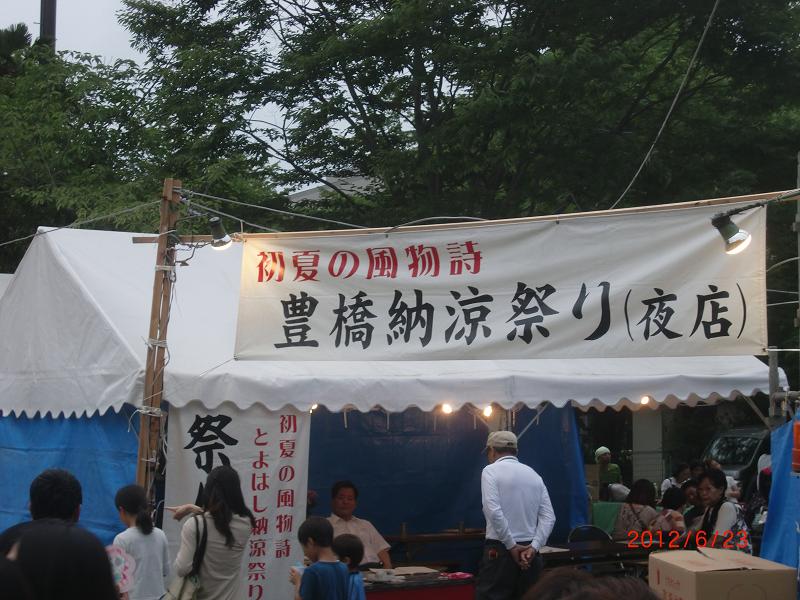 初夏の風物詩
豊橋納涼祭り(夜店)
初夏の風物詩
とよはし納涼祭り
祭り
2012/6/23